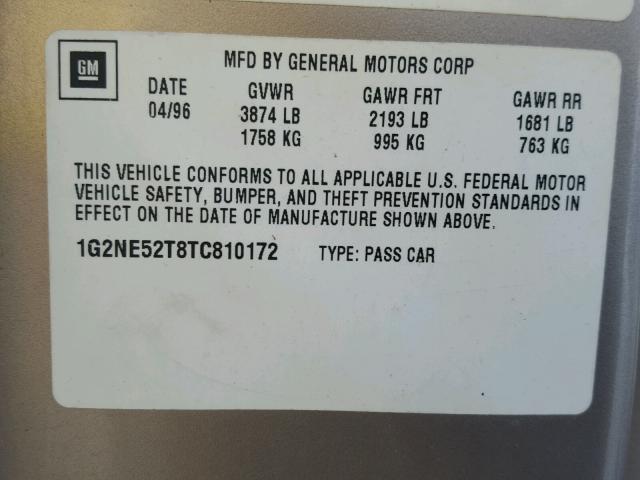 GM
MFD BY GENERAL MOTORS CORP
DATE GVWR GAWR FRT GAWR RR
04/96 3874 LB 2193 LB 1681 LB
1758 KG 995 KG 763 KG
THIS VEHICLE CONFORMS TO ALL APPLICABLE U.S. FEDERAL MOTOR
VEHICLE SAFETY, BUMPER, AND THEFT PREVENTION STANDARDS IN
EFFECT ON THE DATE OF MANUFACTURE SHOWN ABOVE.
1G2NE52T8TC810172 TYPE: PASS CAR